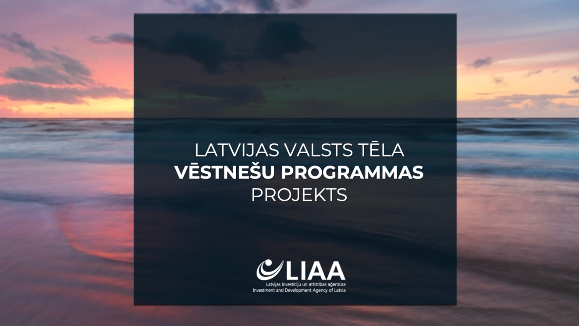 LATVIJAS VALSTS TĒLA
VĒSTNEŠU PROGRAMMAS
PROJEKTS
LIAA
Latvijas Investīciju un attīstības aģentūra
Investment and Development Agency of Latvia